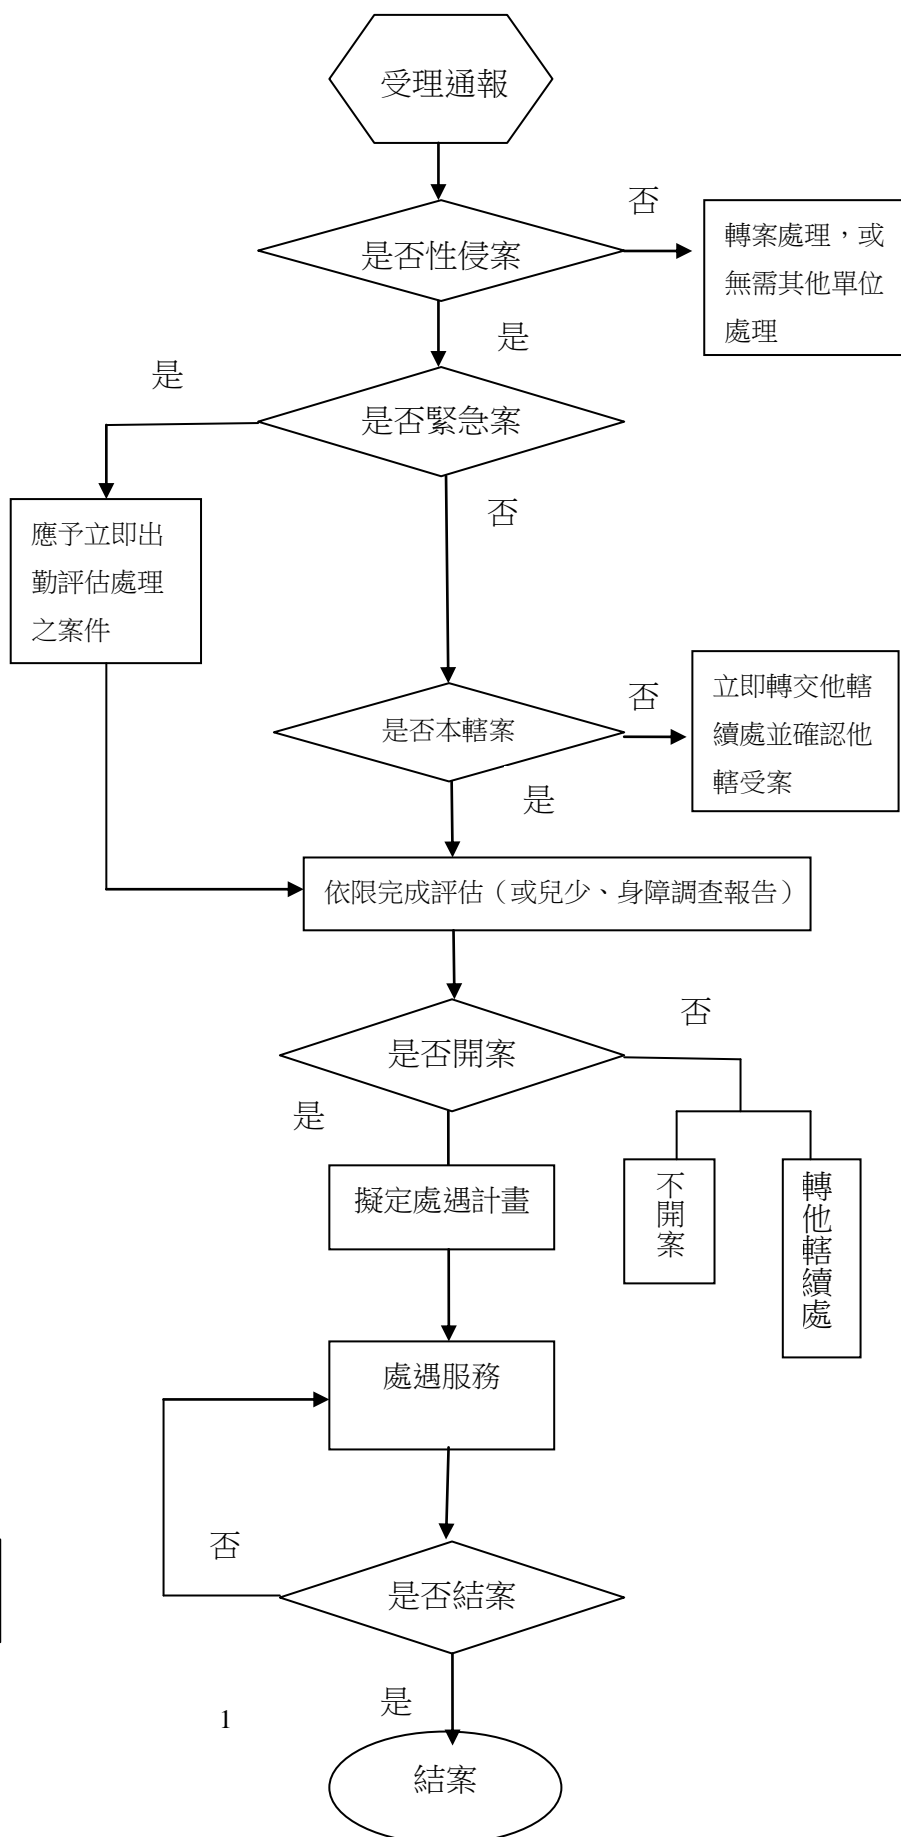 受理通報
否
是否性侵案
轉案處理，或
無需其他單位
處理
是
是
是否緊急案
否
應予立即出
勤評估處理
之案件
否
是否本轄案
立即轉交他轄
續處並確認他
轄受案
是
依限完成評估（或兒少、身障調查報告）
否
是否開案
是
擬定處遇計畫
不開案
轉他轄續處
處遇服務
否
是否結案
是
1
結案